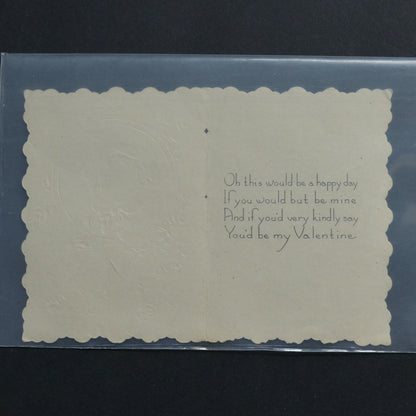 Oh this would be a happy day
If you would but be mine
And if you'd very kindly say
You'd be my Valentine